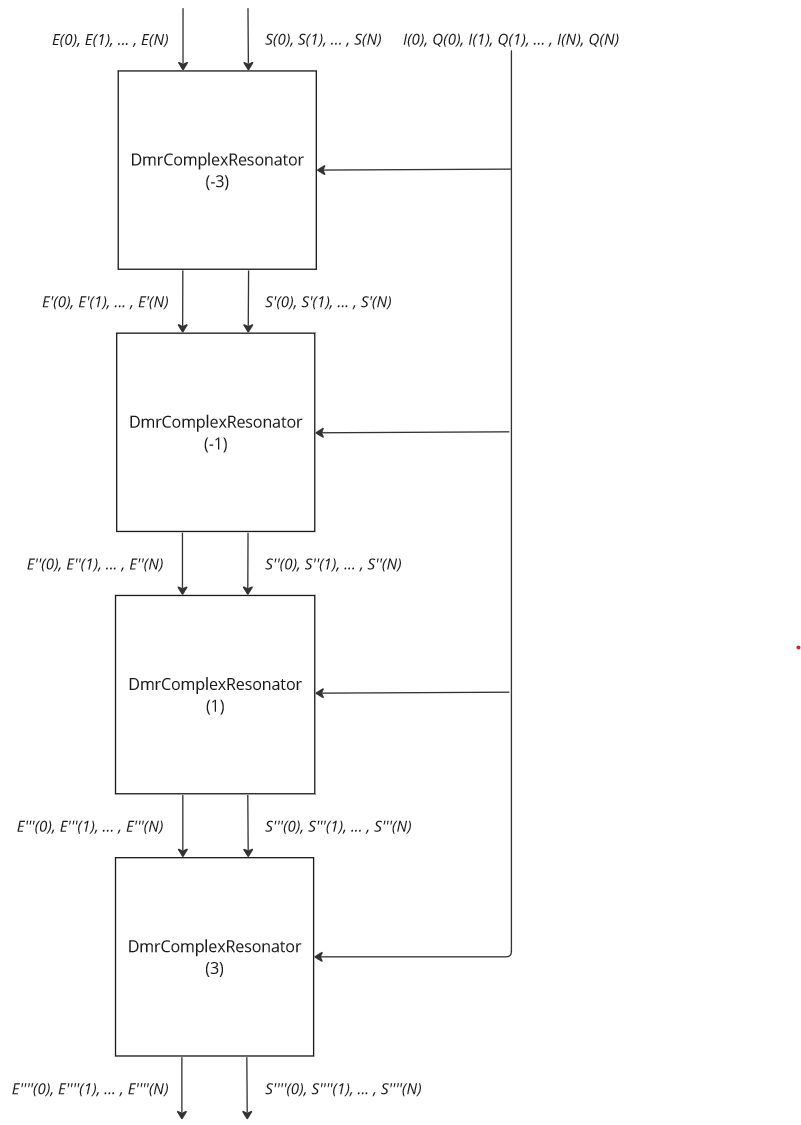 E(0), E(1), ... , E(N)
S(0), S(1), ... , S(N)
I(0), Q(0), I(1), Q(1), ... , I(N), Q(N)
DmrComplexResonator
(-3)
E'(0), E'(1), ... , E'(N)
S'(0), S'(1), ... , S'(N)
DmrComplexResonator
(-1)
E''(0), E''(1), ... , E''(N)
S''(0), S''(1), ... , S''(N)
DmrComplexResonator
(1)
E'''(0), E'''(1), ... , E'''(N)
S'''(0), S'''(1), ... , S'''(N)
DmrComplexResonator
(3)
E''''(0), E''''(1), ... , E''''(N)
S''''(0), S''''(1), ... , S''''(N)